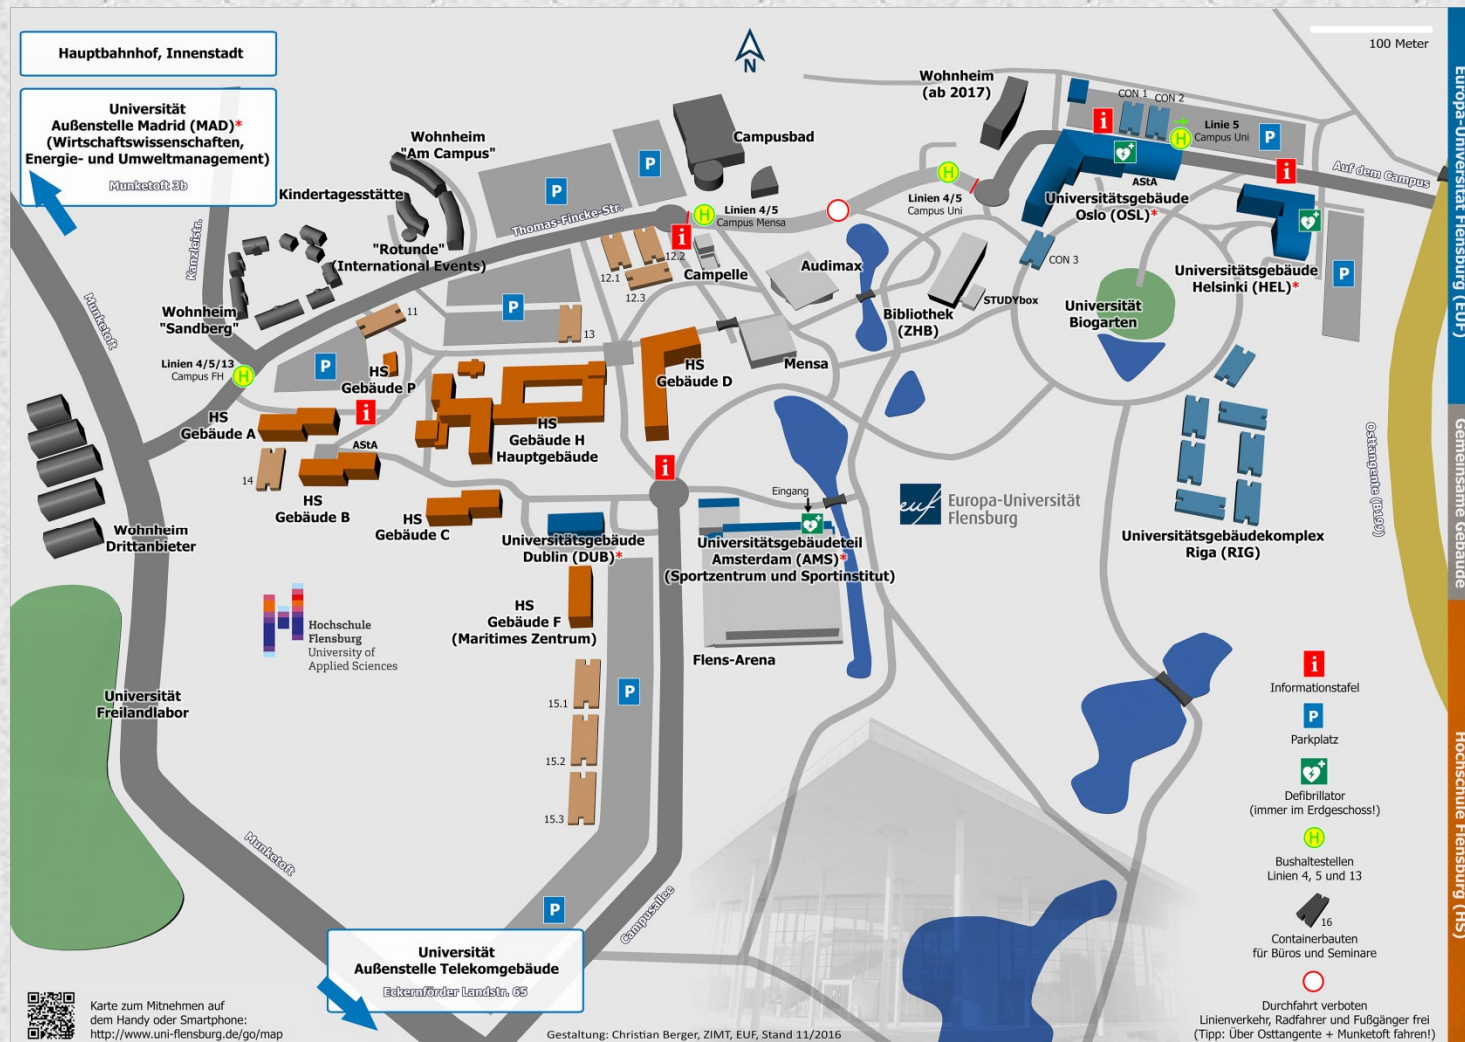 Hauptbahnhof, Innenstadt
Universität
Außenstelle Madrid (MAD)*
(Wirtschaftswissenschaften,
Energie- und Umweltmanagement)
Munketoft 3b
N
100 Meter
Wohnheim
(ab 2017)
CON 1
CON 2
Linie 5
Campus Uni
P
Auf dem Campus
Wohnheim
"Am Campus"
P
P
Campusbad
Kindertagesstätte
Thomas-Fincke-Str.
H
Linien 4/5
Campus Mensa
H
Linien 4/5
Campus Uni
AStA
Universitätsgebäude
Oslo (OSL)*
Kanzleistr.
"Rotunde"
(International Events)
12.1
12.2
12.3
Campelle
Audimax
CON 3
Universitätsgebäude
Helsinki (HEL)*
P
Munketoft
Wohnheim
"Sandberg"
11
P
13
Bibliothek
(ZHB)
STUDYbox
Universität
Biogarten
Linien 4/5/13
Campus FH
H
P
HS
Gebäude P
HS
Gebäude D
Mensa
HS
Gebäude A
AStA
HS
Gebäude H
Hauptgebäude
14
HS
Gebäude B
HS
Gebäude C
Eingang
euf
Europa-Universität
Flensburg
Osttangente (B199)
Wohnheim
Drittanbieter
Universitätsgebäude
Dublin (DUB)*
Universitätsgebäudeteil
Amsterdam (AMS)*
(Sportzentrum und Sportinstitut)
Universitätsgebäudekomplex
Riga (RIG)
Hochschule
Flensburg
University of
Applied Sciences
HS
Gebäude F
(Maritimes Zentrum)
Flens-Arena
Universität
Freilandlabor
15.1
P
15.2
15.3
Munketoft
Campusallee
P
Universität
Außenstelle Telekomgebäude
Eckernförder Landstr. 65
i
Informationstafel
P
Parkplatz
Defibrillator
(immer im Erdgeschoss!)
H
Bushaltestellen
Linien 4, 5 und 13
16
Containerbauten
für Büros und Seminare
Durchfahrt verboten
Linienverkehr, Radfahrer und Fußgänger frei
(Tipp: Über Osttangente + Munketoft fahren!)
Karte zum Mitnehmen auf
dem Handy oder Smartphone:
http://www.uni-flensburg.de/go/map
Gestaltung: Christian Berger, ZIMT, EUF, Stand 11/2016
Europa-Universität Flensburg (EUF)
Gemeinsame Gebäude
Hochschule Flensburg (HS)